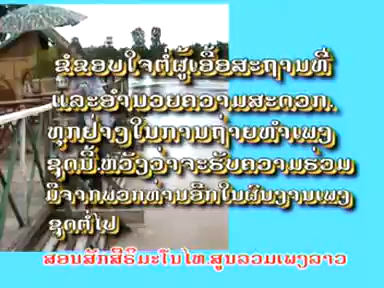 ຂໍຂອບໃຈຕໍ່ຜູ້ເອື້ອສະຖານທີ່
ແລະອຳນວຍຄວາມສະດວກ..
ທຸກຢ່າງໃນການຖ່າຍທຳເພງ
ຊຸດນີ້.ຫວັງວ່າຈະຮັບຄວາມຮ່ວມ
ມືຈາກພວກທ່ານອີກໃນຜົນງານເພງ
ຊຸດຕໍ່ໄປ
ສອນສັກສີຣິມະໂນໄທ.ສູນລວມເພງລາວ